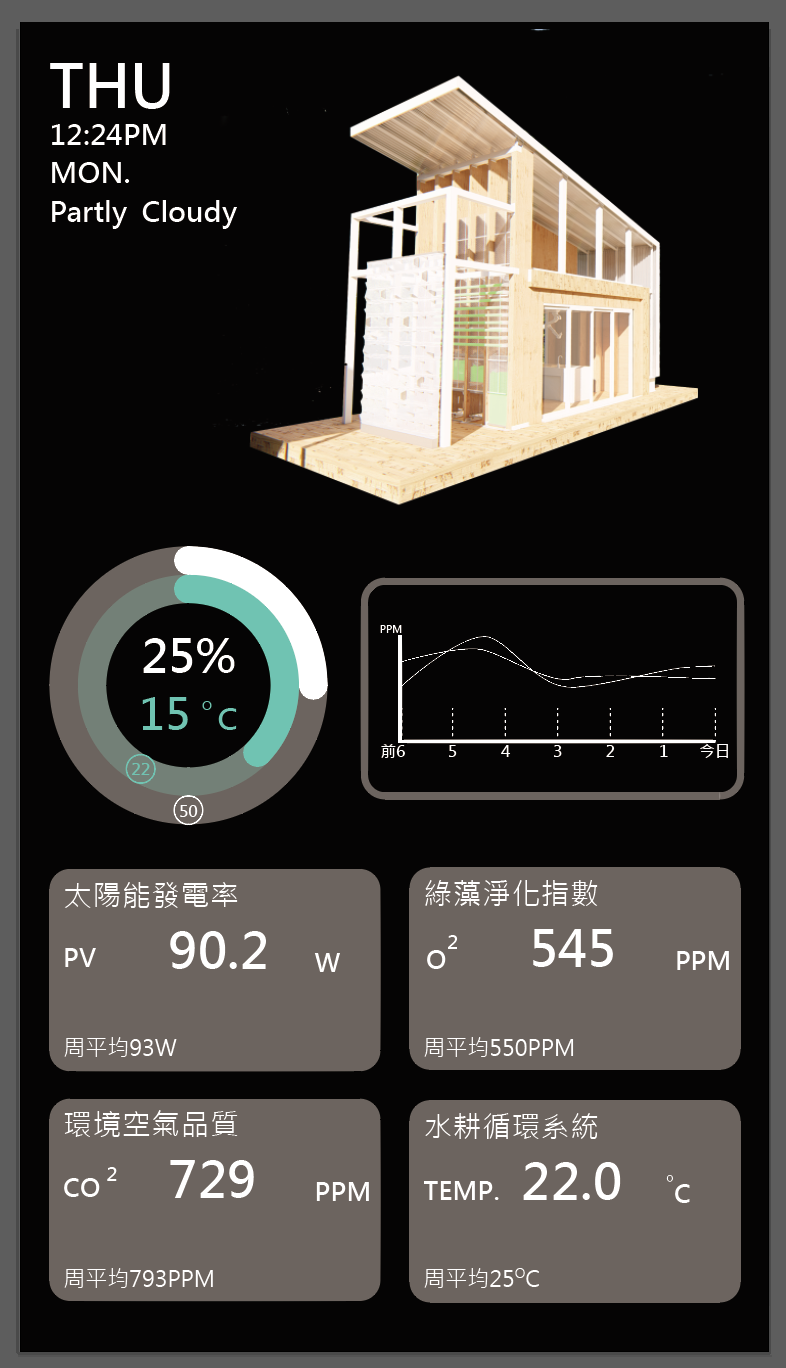 THU
12:24PM
MON.
Partly Cloudy
25%
15 °C
22
50
PPM
前6 5 4 3 2 1 今日
太陽能發電率
PV 90.2 W
周平均93W
綠藻淨化指數
O² 545 PPM
周平均550PPM
環境空氣品質
CO² 729 PPM
周平均793PPM
水耕循環系統
TEMP. 22.0 °C
周平均25°C